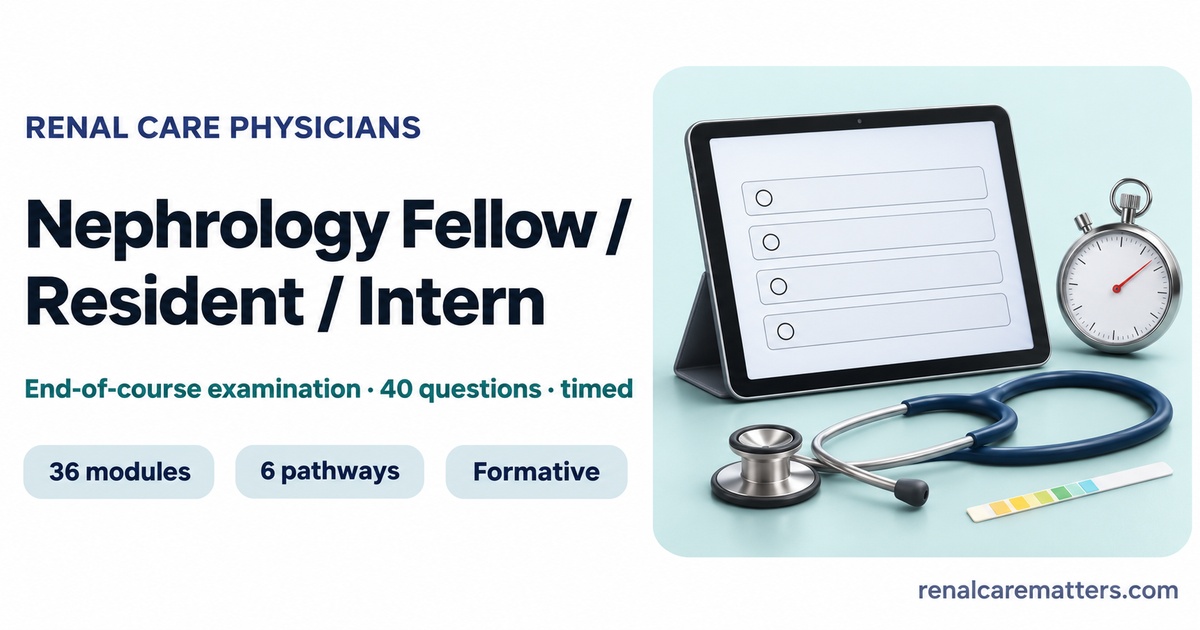 RENAL CARE PHYSICIANS
Nephrology Fellow /
Resident / Intern
End-of-course examination · 40 questions · timed
36 modules
6 pathways
Formative
renalcarematters.com